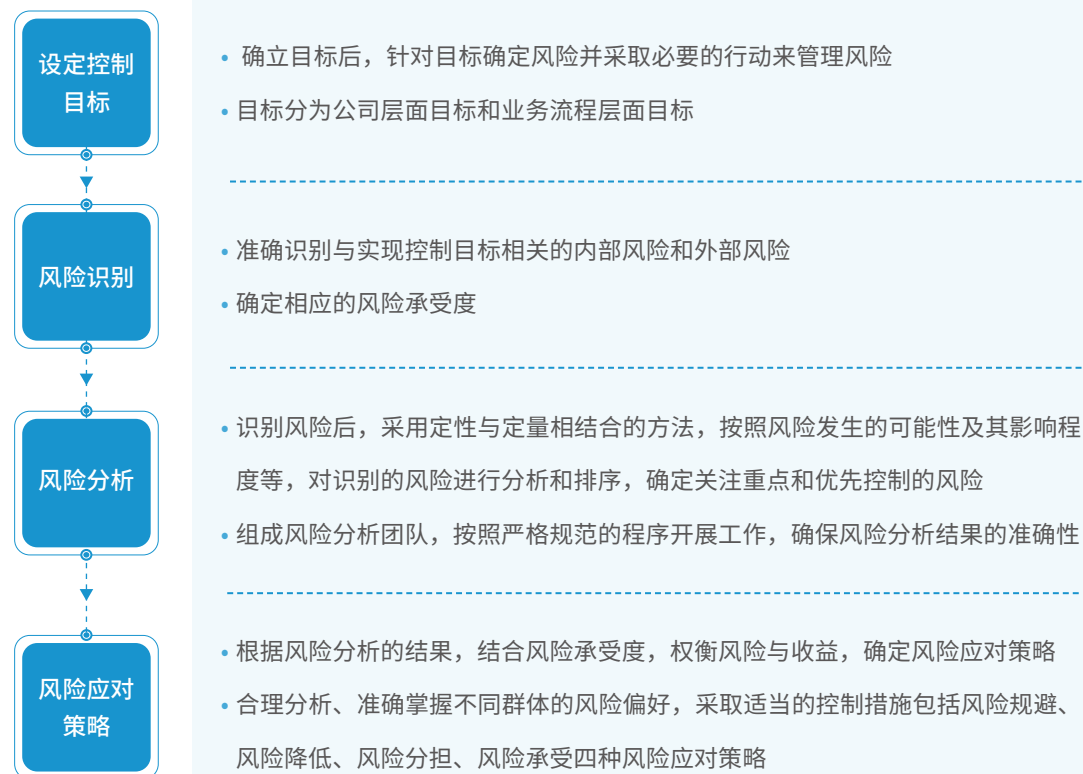 设定控制
目标
• 确立目标后，针对目标确定风险并采取必要的行动来管理风险
• 目标分为公司层面目标和业务流程层面目标
风险识别
• 准确识别与实现控制目标相关的内部风险和外部风险
• 确定相应的风险承受度
风险分析
• 识别风险后，采用定性与定量相结合的方法，按照风险发生的可能性及其影响程
度等，对识别的风险进行分析和排序，确定关注重点和优先控制的风险
• 组成风险分析团队，按照严格规范的程序开展工作，确保风险分析结果的准确性
风险应对
策略
• 根据风险分析的结果，结合风险承受度，权衡风险与收益，确定风险应对策略
• 合理分析、准确掌握不同群体的风险偏好，采取适当的控制措施包括风险规避、
风险降低、风险分担、风险承受四种风险应对策略